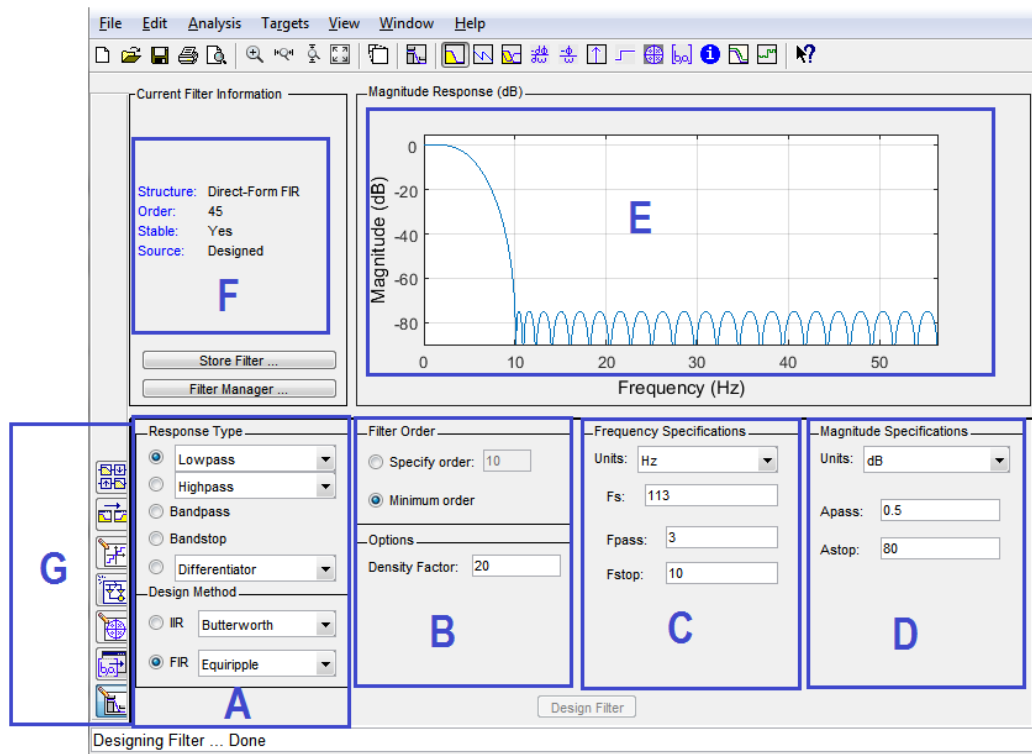 File Edit Analysis Targets View Window Help
Current Filter Information
Structure: Direct-Form FIR
Order: 45
Stable: Yes
Source: Designed
F
Store Filter ...
Filter Manager ...
Magnitude Response (dB)
Magnitude (dB)
0
-20
-40
-60
-80
E
0 10 20 30 40 50
Frequency (Hz)
G
Response Type
Lowpass
Highpass
Bandpass
Bandstop
Differentiator
Design Method
IIR Butterworth
FIR Equiripple
A
Filter Order
Specify order: 10
Minimum order
Options
Density Factor: 20
B
Frequency Specifications
Units: Hz
Fs: 113
Fpass: 3
Fstop: 10
C
Magnitude Specifications
Units: dB
Apass: 0.5
Astop: 80
D
Design Filter
Designing Filter ... Done